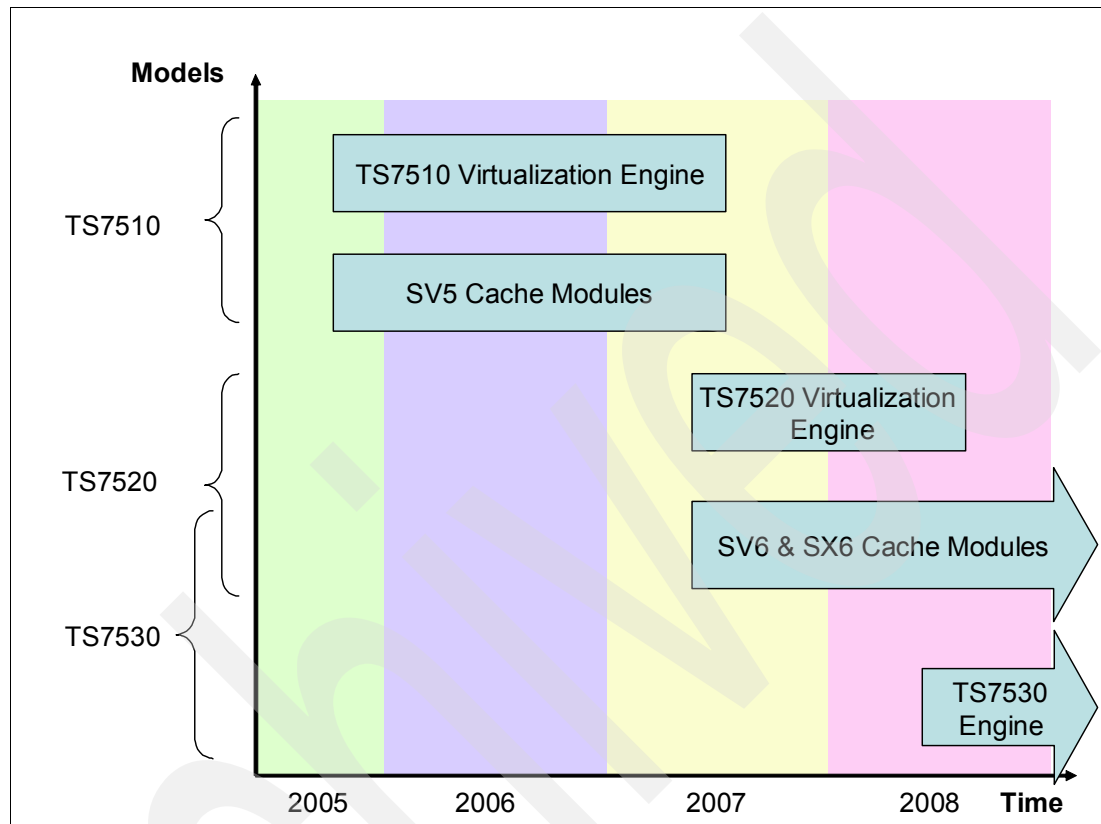 Models
TS7510 Virtualization Engine
TS7510
SV5 Cache Modules
TS7520 Virtualization
Engine
TS7520
SV6 & SX6 Cache Modules
TS7530
TS7530
Engine
2005 2006 2007 2008 Time